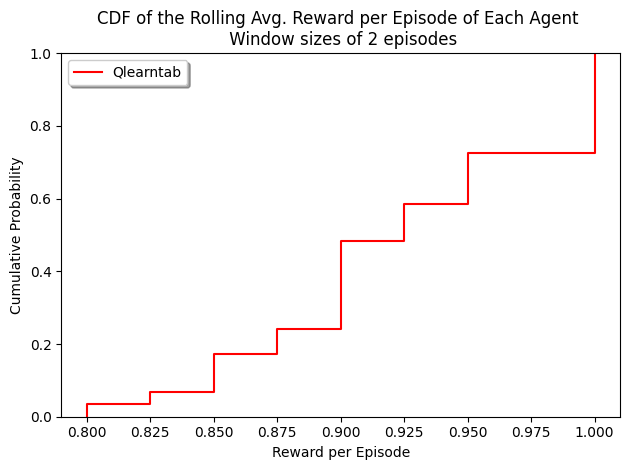 CDF of the Rolling Avg. Reward per Episode of Each Agent
Window sizes of 2 episodes
Qlearntab
Cumulative Probability
1.0
0.8
0.6
0.4
0.2
0.0
0.800 0.825 0.850 0.875 0.900 0.925 0.950 0.975 1.000
Reward per Episode